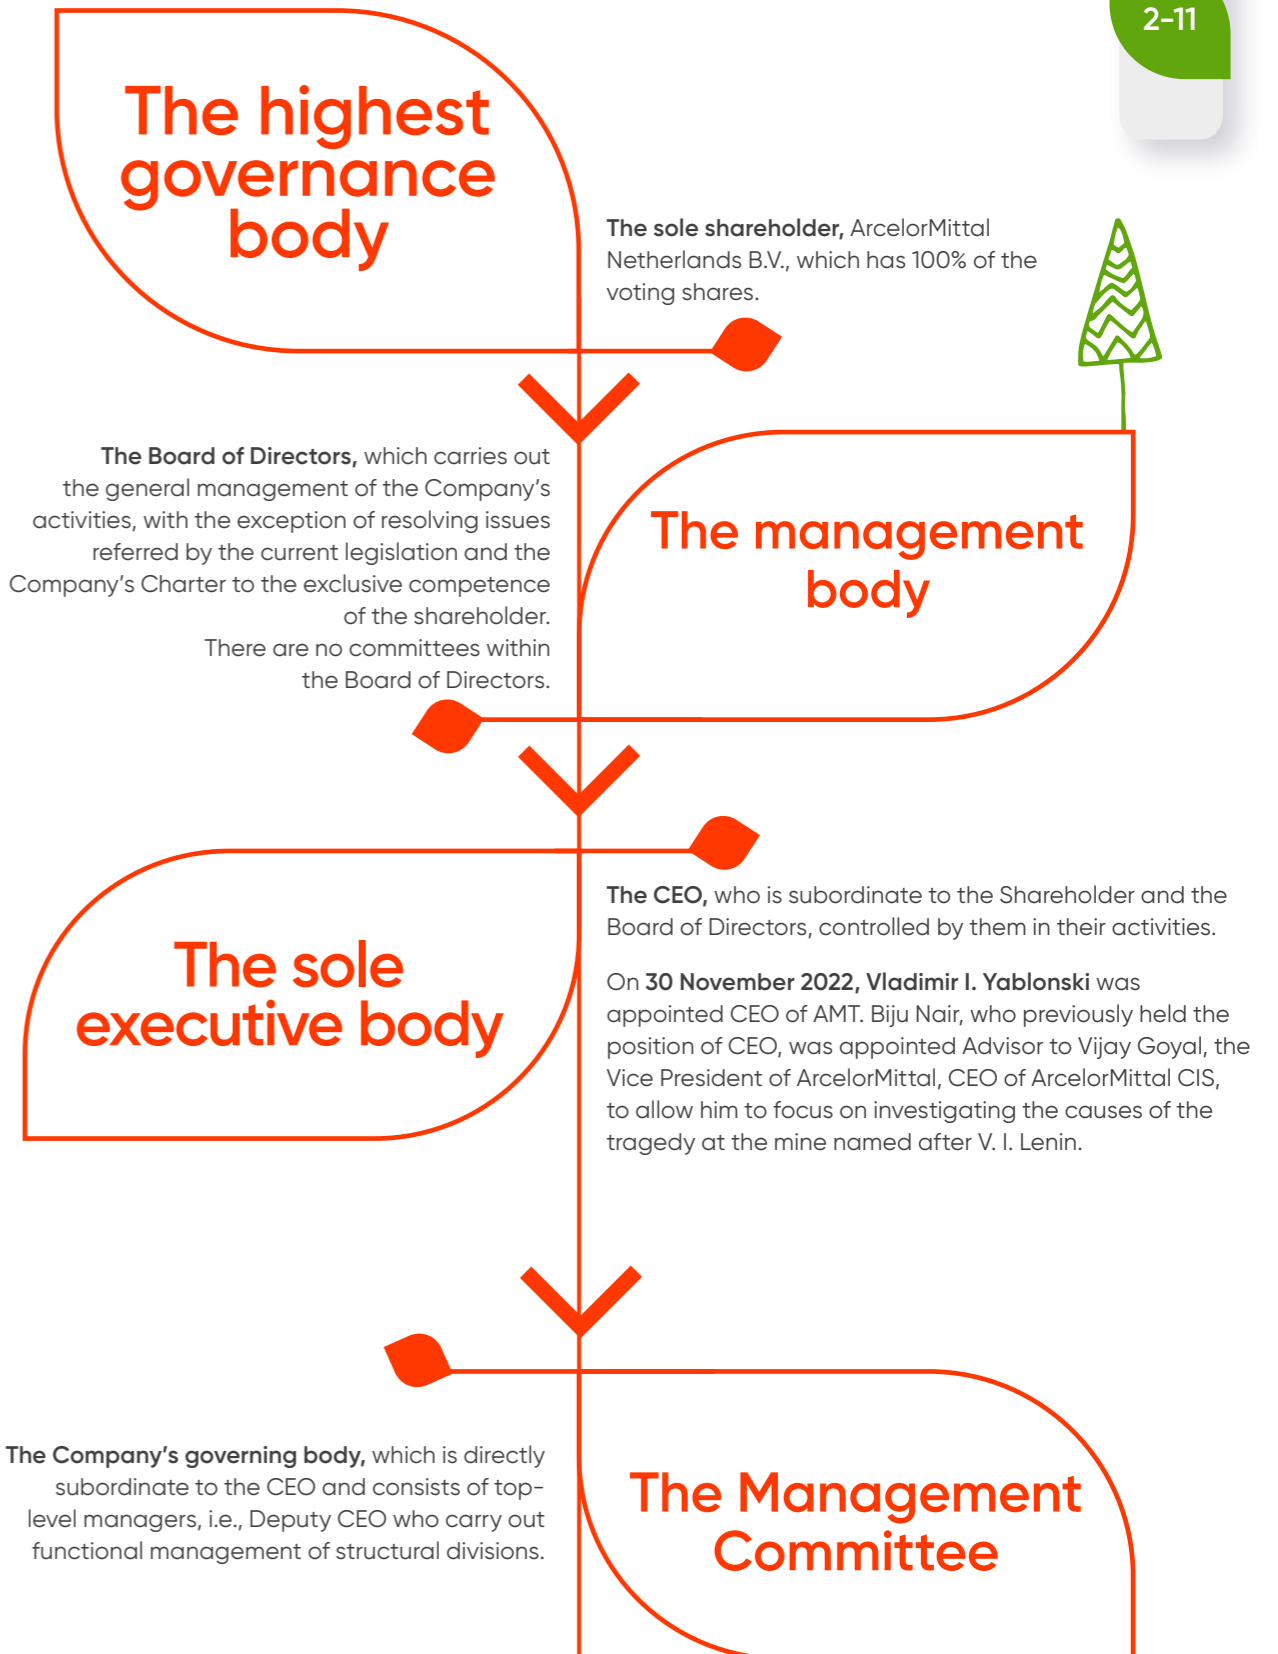 2-11
The highest
governance
body
The sole shareholder, ArcelorMittal
Netherlands B.V., which has 100% of the
voting shares.
The Board of Directors, which carries out
the general management of the Company's
activities, with the exception of resolving issues
referred by the current legislation and the
Company's Charter to the exclusive competence
of the shareholder.
There are no committees within
the Board of Directors.
The management
body
The sole
executive body
The CEO, who is subordinate to the Shareholder and the
Board of Directors, controlled by them in their activities.
On 30 November 2022, Vladimir I. Yablonski was
appointed CEO of AMT. Biju Nair, who previously held the
position of CEO, was appointed Advisor to Vijay Goyal, the
Vice President of ArcelorMittal, CEO of ArcelorMittal CIS,
to allow him to focus on investigating the causes of the
tragedy at the mine named after V. I. Lenin.
The Company's governing body, which is directly
subordinate to the CEO and consists of top-
level managers, i.e., Deputy CEO who carry out
functional management of structural divisions.
The Management
Committee